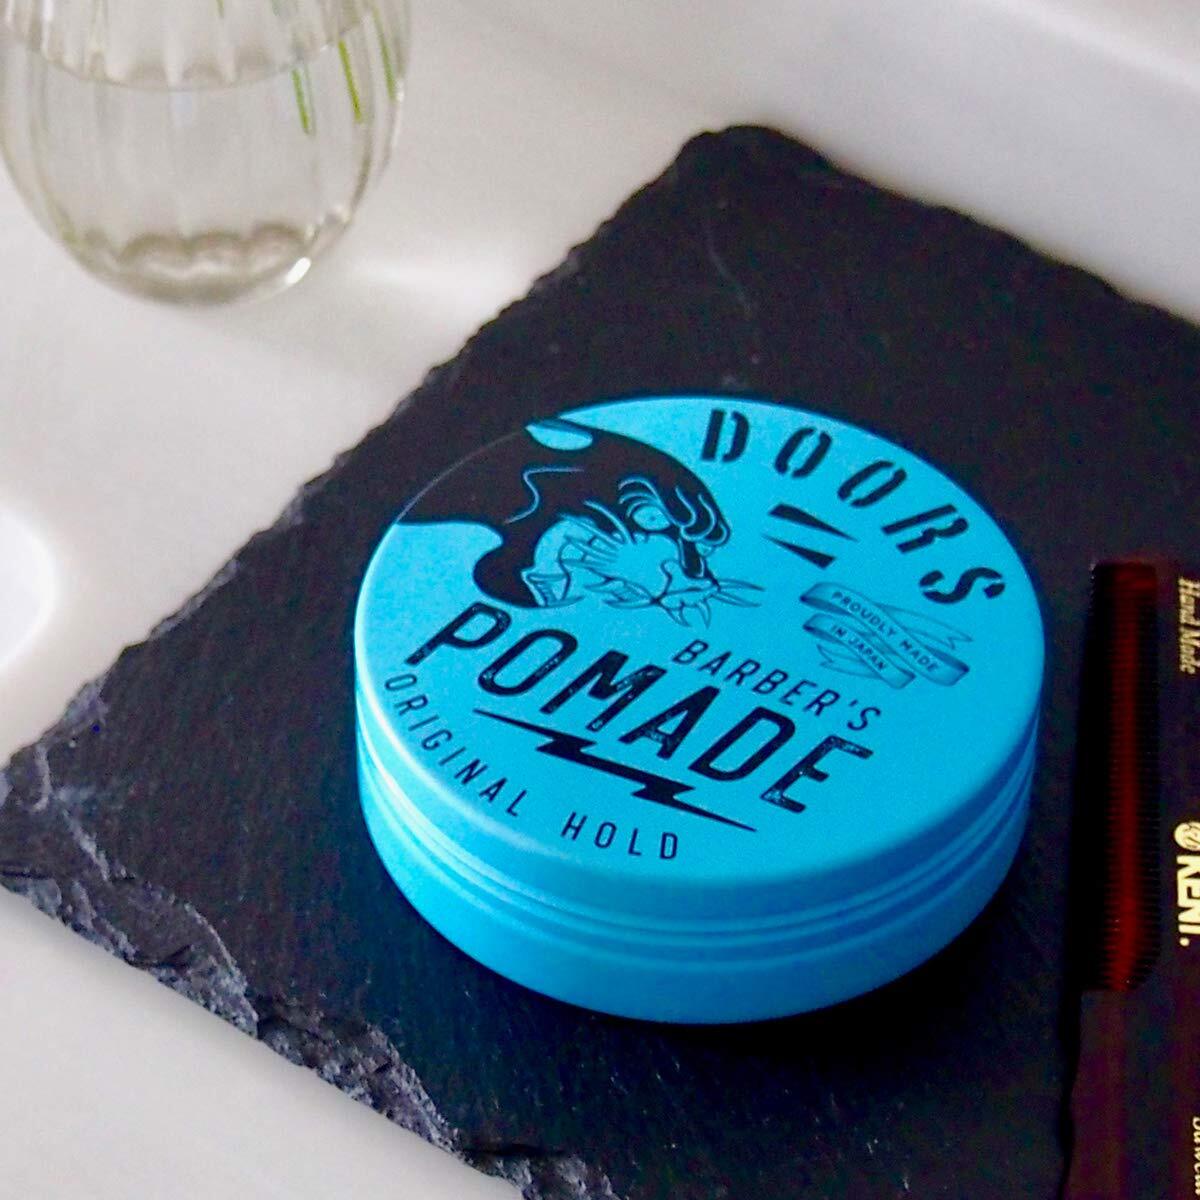 DOORS
PROUDLY MADE
IN JAPAN
BARBER'S
POMADE
ORIGINAL HOLD
Hand Made
KENT.